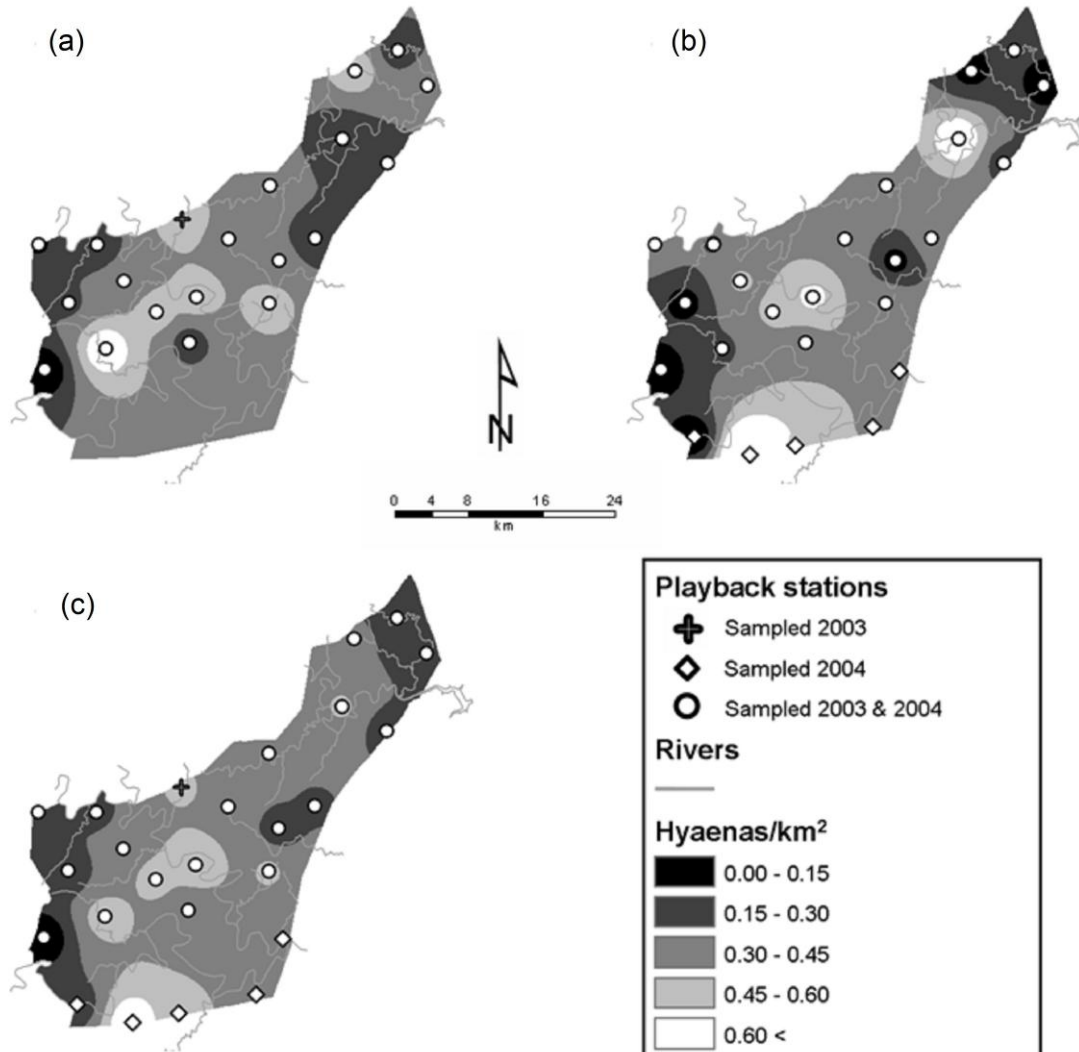 (a)
(b)
N
0 4 8 16 24
km
(c)
Playback stations
Sampled 2003
Sampled 2004
Sampled 2003 & 2004
Rivers
Hyaenas/km²
0.00 - 0.15
0.15 - 0.30
0.30 - 0.45
0.45 - 0.60
0.60 <